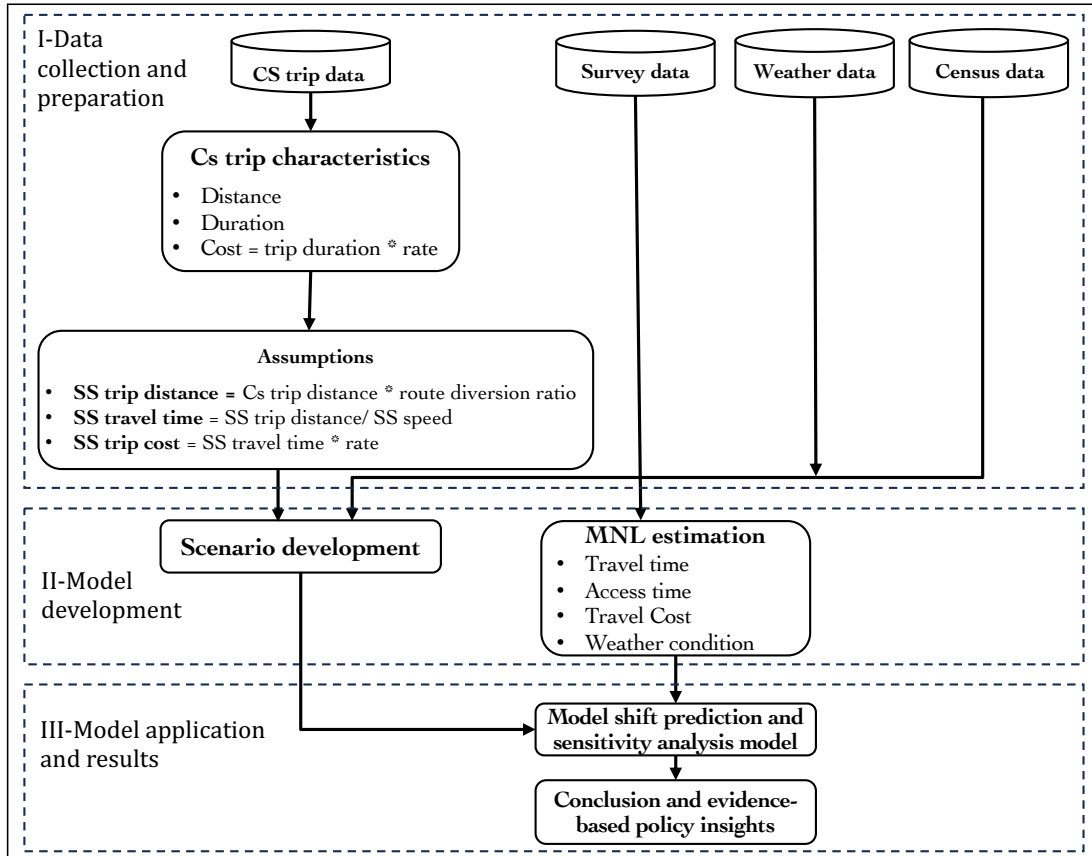 I-Data
collection and
preparation
CS trip data
Survey data
Weather data
Census data
Cs trip characteristics
• Distance
• Duration
• Cost = trip duration * rate
Assumptions
• SS trip distance = Cs trip distance * route diversion ratio
• SS travel time = SS trip distance/ SS speed
• SS trip cost = SS travel time * rate
II-Model
development
Scenario development
MNL estimation
• Travel time
• Access time
• Travel Cost
• Weather condition
III-Model application
and results
Model shift prediction and
sensitivity analysis model
Conclusion and evidence-
based policy insights